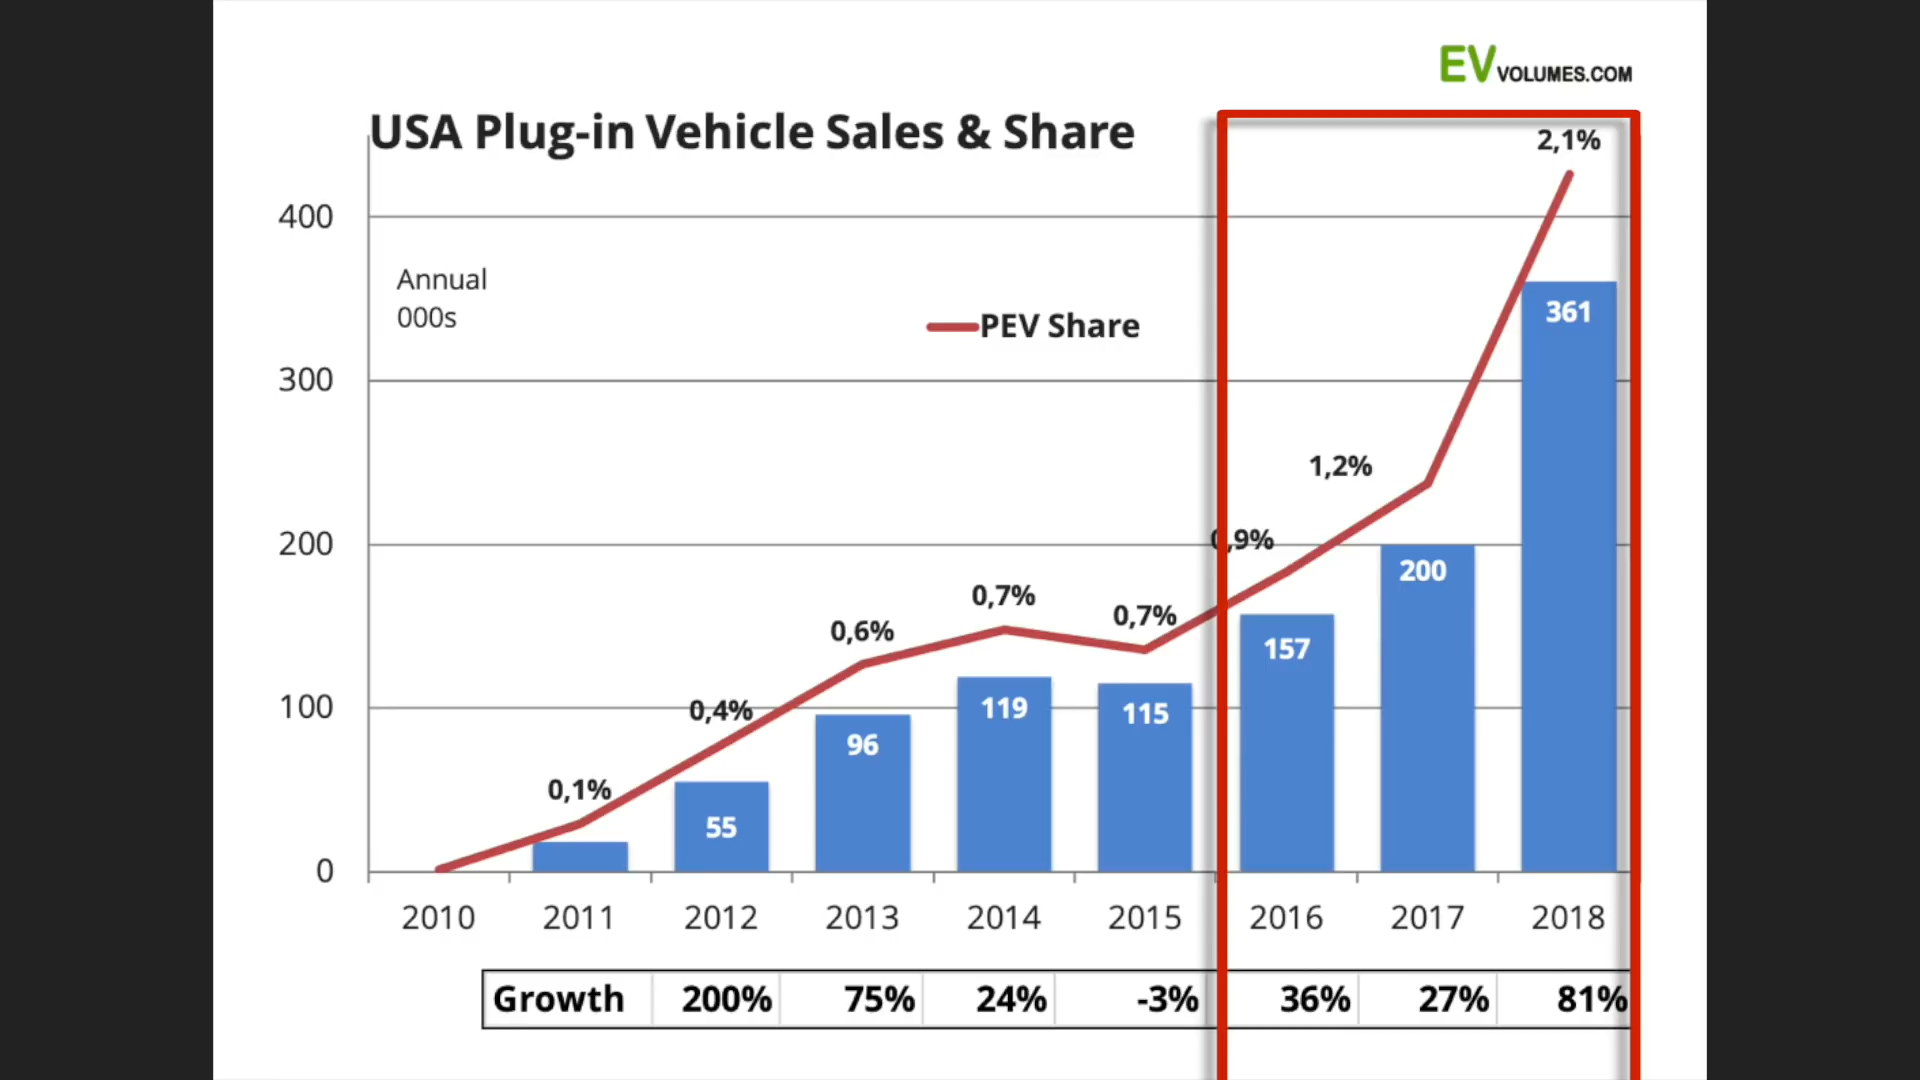 EVVOLUMES.COM
USA Plug-in Vehicle Sales & Share
2,1%
400
Annual
000s
361
PEV Share
300
1,2%
200
0,9%
200
0,7%
0,7%
0,6%
157
100
0,4%
119
115
96
0,1%
55
0
2010 2011 2012 2013 2014 2015 2016 2017 2018
Growth 200% 75% 24% -3% 36% 27% 81%